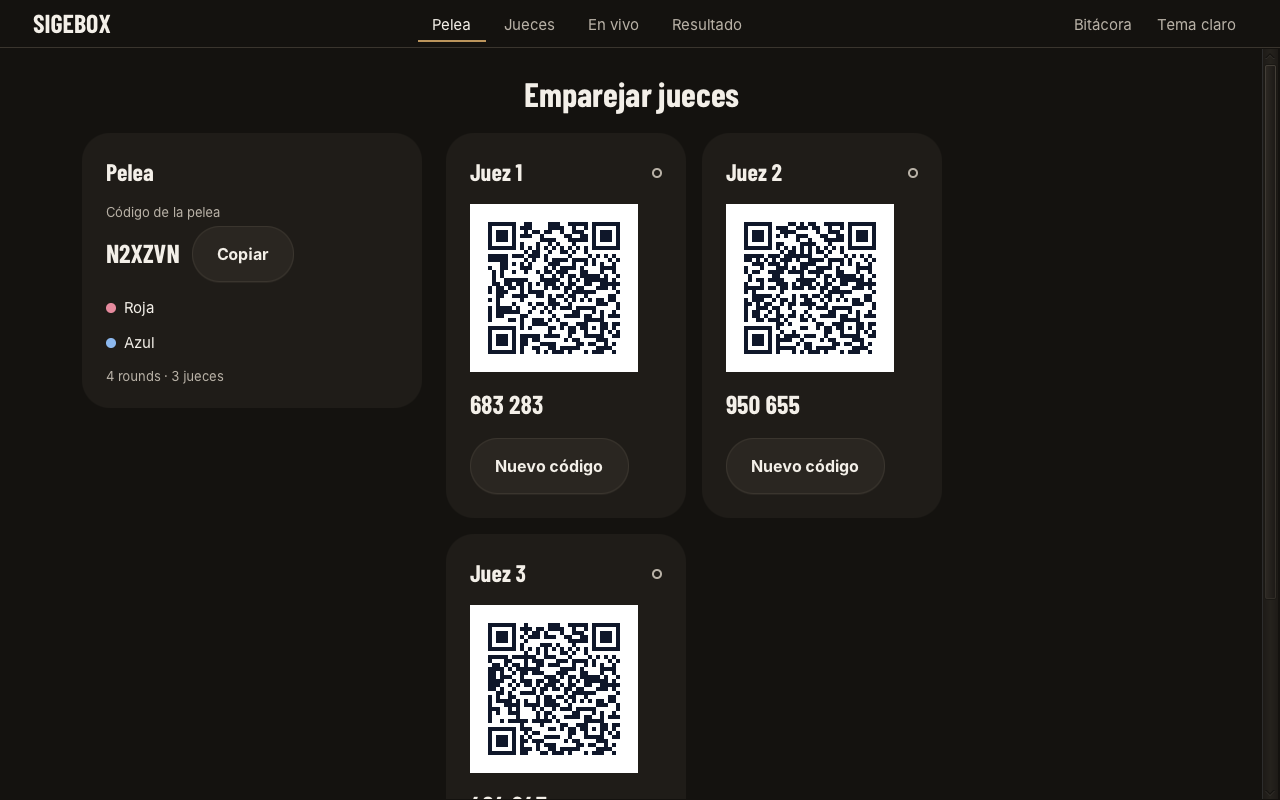 SIGEBOX
Pelea
Jueces
En vivo
Resultado
Bitácora
Tema claro
Emparejar jueces
Pelea
Código de la pelea
N2XZVN
Copiar
Roja
Azul
4 rounds · 3 jueces
Juez 1
683 283
Nuevo código
Juez 2
950 655
Nuevo código
Juez 3